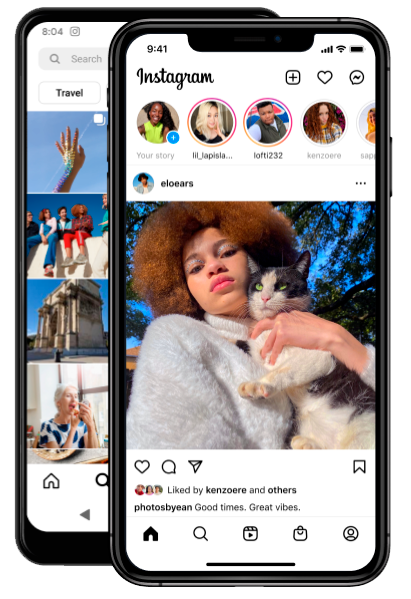 8:04
Search
Travel
9:41
Instagram
Your story
lil_lapisla...
lofti232
kenzoere
eloears
Liked by kenzoere and others
photosbyean Good times. Great vibes.